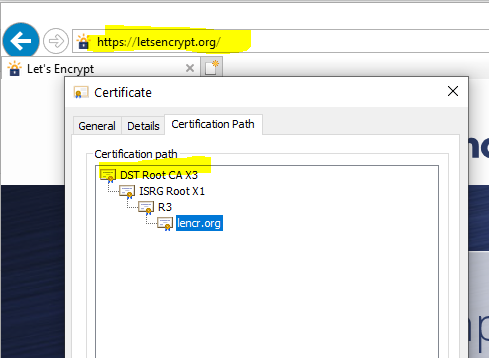 https://letsencrypt.org/
Let's Encrypt
Certificate
General Details Certification Path
Certification path
DST Root CA X3
ISRG Root X1
R3
lencr.org